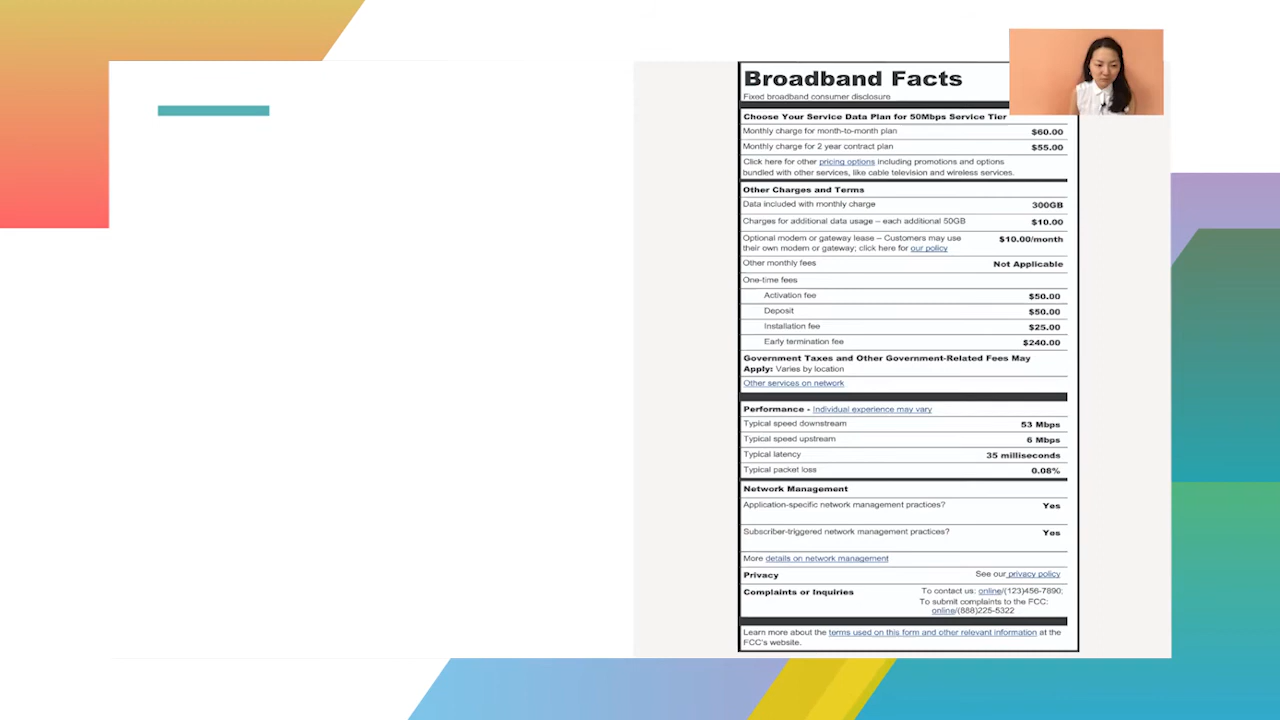 Broadband Facts
Fixed broadband consumer disclosure
Choose Your Service Data Plan for 50Mbps Service Tier
Monthly charge for month-to-month plan $60.00
Monthly charge for 2 year contract plan $55.00
Click here for other pricing options including promotions and options
bundled with other services, like cable television and wireless services.
Other Charges and Terms
Data included with monthly charge 300GB
Charges for additional data usage – each additional 50GB $10.00
Optional modem or gateway lease – Customers may use $10.00/month
their own modem or gateway; click here for our policy
Other monthly fees Not Applicable
One-time fees
Activation fee $50.00
Deposit $50.00
Installation fee $25.00
Early termination fee $240.00
Government Taxes and Other Government-Related Fees May
Apply: Varies by location
Other services on network
Performance - Individual experience may vary
Typical speed downstream 53 Mbps
Typical speed upstream 6 Mbps
Typical latency 35 milliseconds
Typical packet loss 0.08%
Network Management
Application-specific network management practices? Yes
Subscriber-triggered network management practices? Yes
More details on network management
Privacy See our privacy policy
Complaints or Inquiries To contact us: online/(123)456-7890;
To submit complaints to the FCC:
online/(888)225-5322
Learn more about the terms used on this form and other relevant information at the
FCC's website.